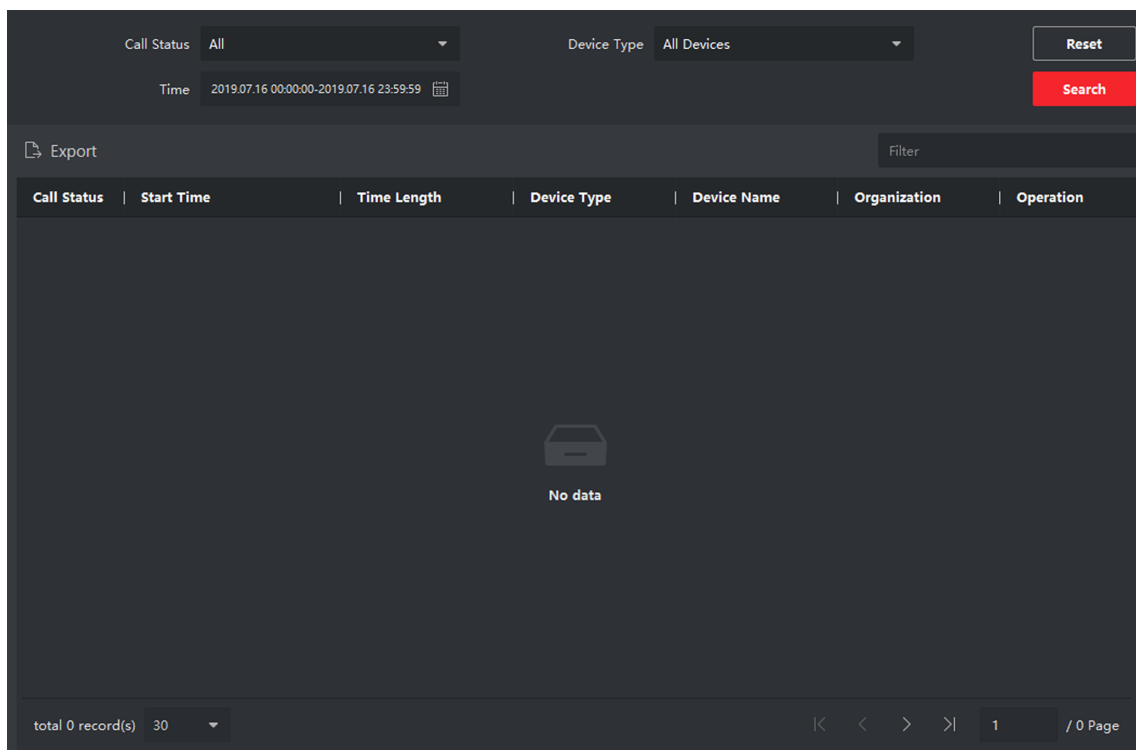 Call Status All Device Type All Devices Reset
Time 2019.07.16 00:00:00-2019.07.16 23:59:59 Search
Export Filter
Call Status | Start Time | Time Length | Device Type | Device Name | Organization | Operation
No data
total 0 record(s) 30 1 / 0 Page